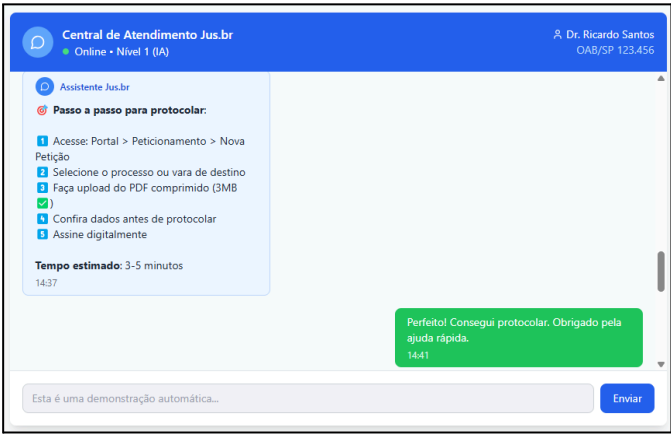 Central de Atendimento Jus.br
Online • Nível 1 (IA)
Dr. Ricardo Santos
OAB/SP 123.456
Assistente Jus.br
🎯 Passo a passo para protocolar:
1️⃣ Acesse: Portal > Peticionamento > Nova
Petição
2️⃣ Selecione o processo ou vara de destino
3️⃣ Faça upload do PDF comprimido (3MB
✅)
4️⃣ Confira dados antes de protocolar
5️⃣ Assine digitalmente
Tempo estimado: 3-5 minutos
14:37
Perfeito! Consegui protocolar. Obrigado pela
ajuda rápida.
14:41
Esta é uma demonstração automática...
Enviar